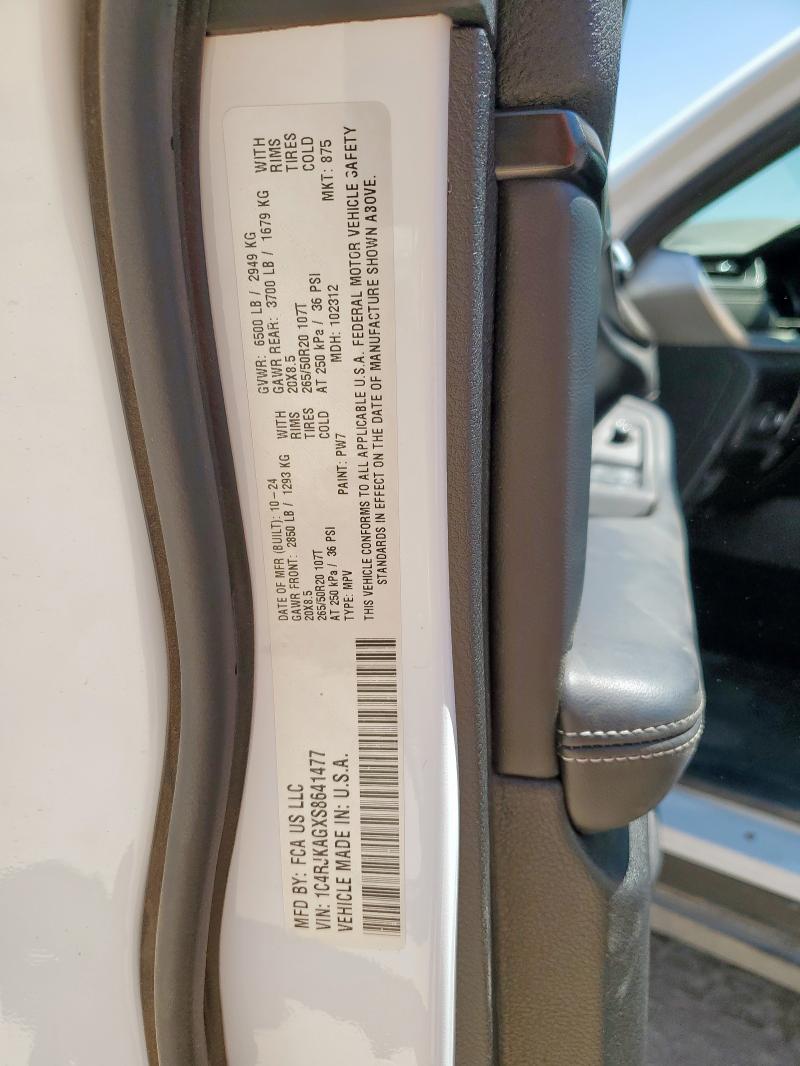 MFD BY: FCA US LLC
VIN: 1C4RJKAGXS8641477
VEHICLE MADE IN: U.S.A.
DATE OF MFR (BUILT): 10-24 GVWR: 6500 LB / 2949 KG
GAWR FRONT: 2850 LB / 1293 KG WITH GAWR REAR: 3700 LB / 1679 KG WITH
20X8.5 RIMS 20X8.5 RIMS
265/50R20 107T TIRES 265/50R20 107T TIRES
AT 250 kPa / 36 PSI COLD AT 250 kPa / 36 PSI COLD
TYPE: MPV PAINT: PW7 MDH: 102312 MKT: 875
THIS VEHICLE CONFORMS TO ALL APPLICABLE U.S.A. FEDERAL MOTOR VEHICLE SAFETY
STANDARDS IN EFFECT ON THE DATE OF MANUFACTURE SHOWN ABOVE.